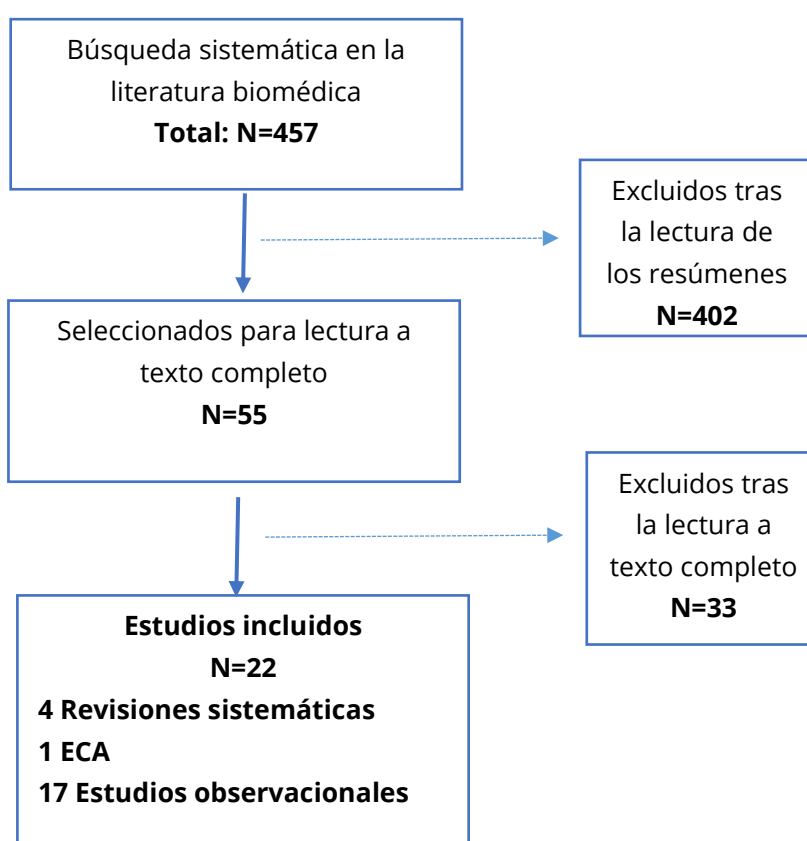 Búsqueda sistemática en la
literatura biomédica
Total: N=457
Excluidos tras
la lectura de
los resúmenes
N=402
Seleccionados para lectura a
texto completo
N=55
Excluidos tras
la lectura a
texto completo
N=33
Estudios incluidos
N=22
4 Revisiones sistemáticas
1 ECA
17 Estudios observacionales